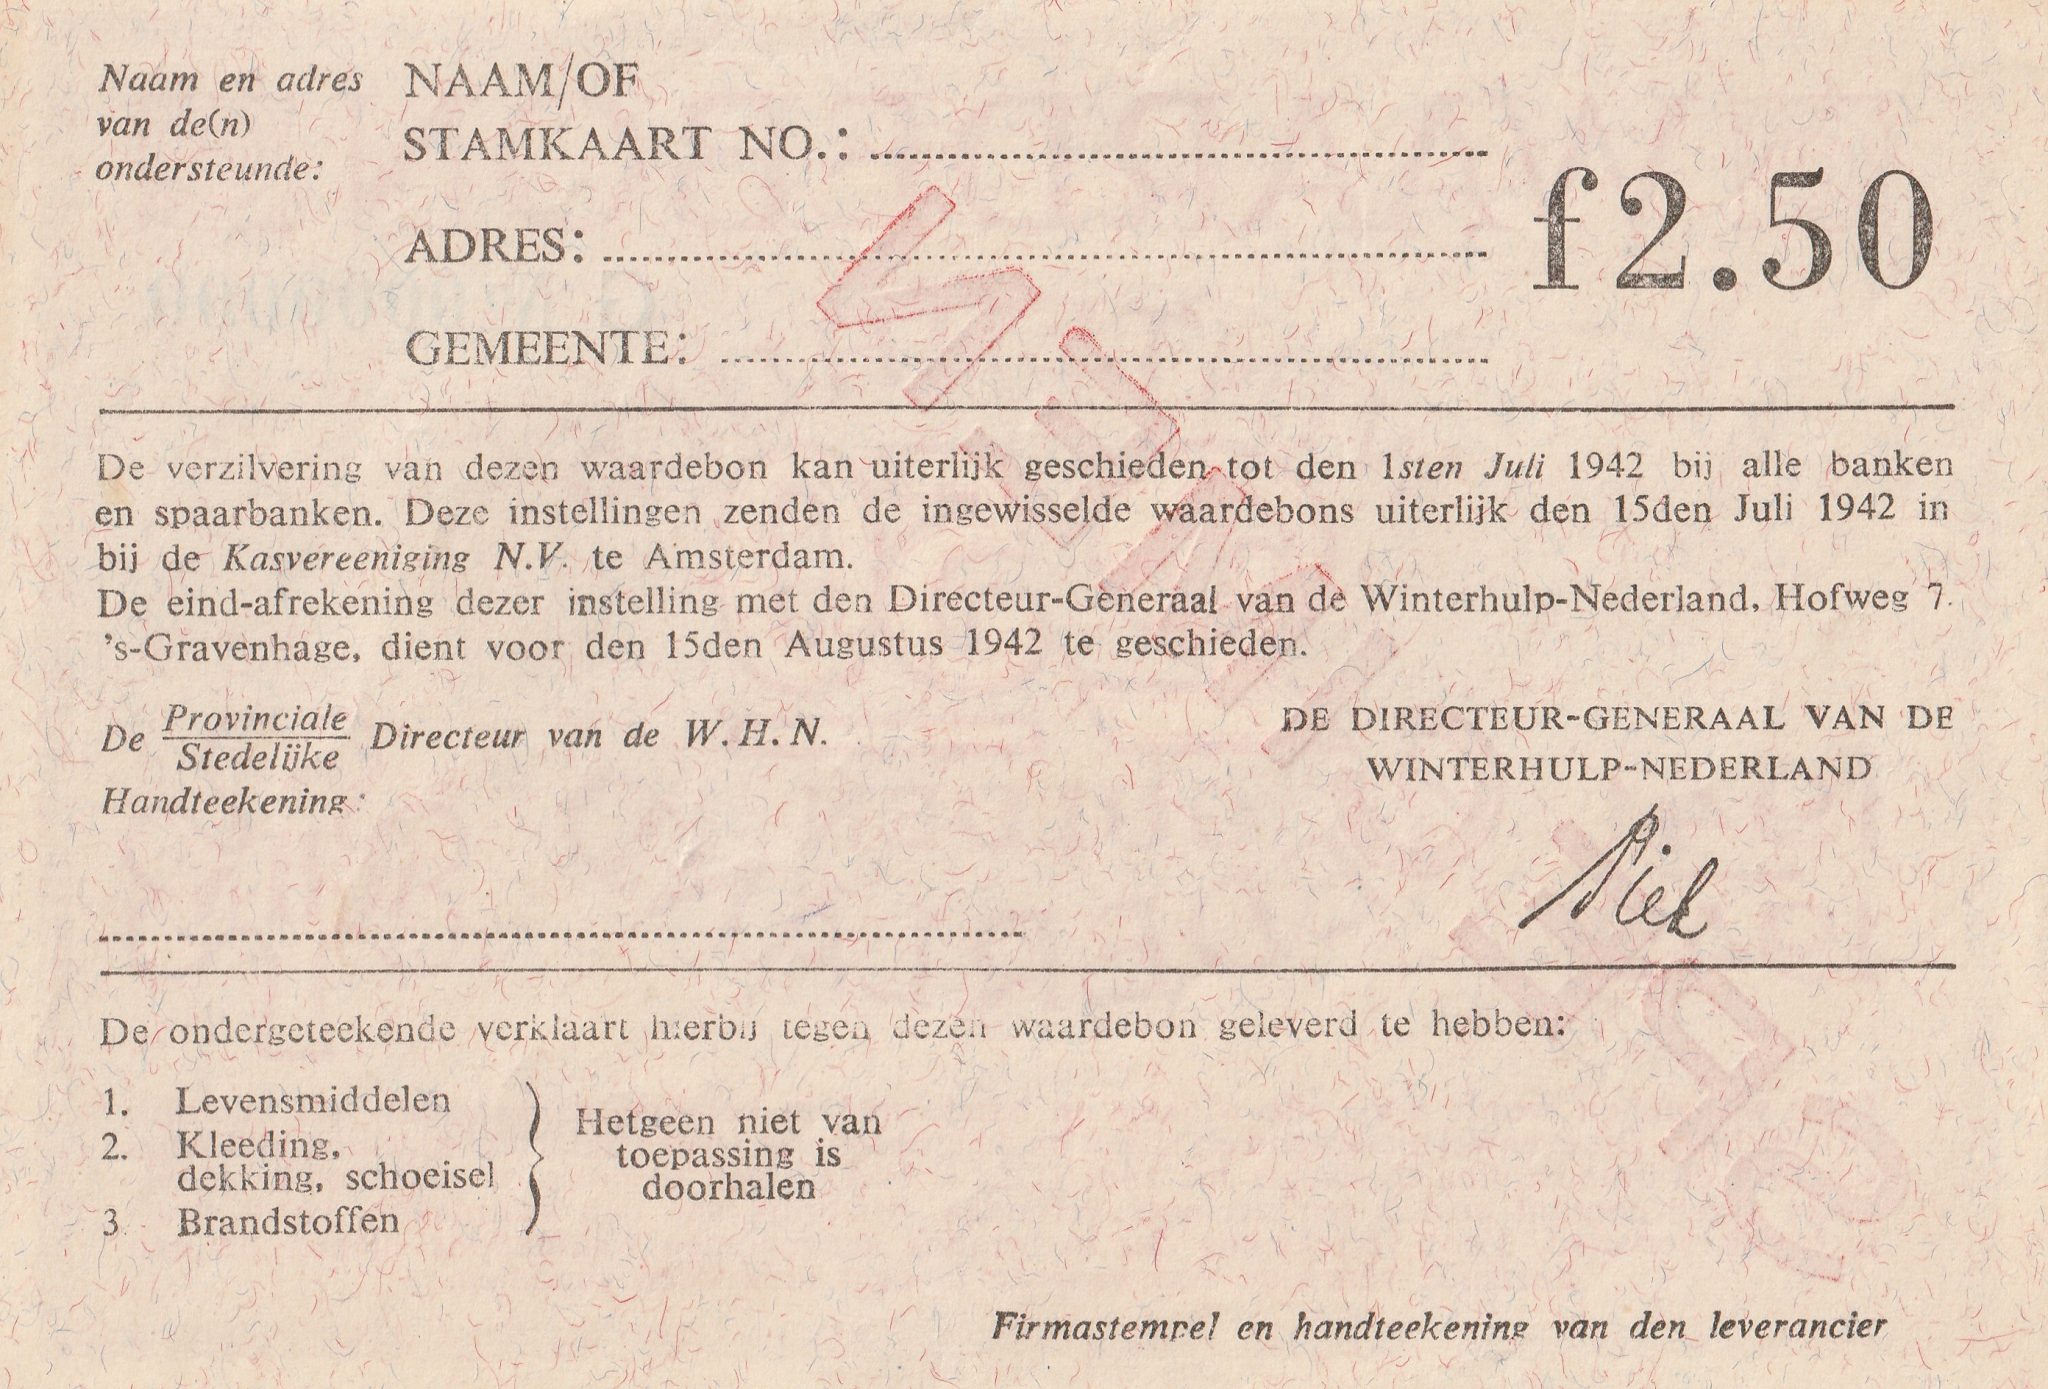 Naam en adres
van de(n)
ondersteunde:
NAAM/OF
STAMKAART NO.:
ADRES:
GEMEENTE:
f2.50
De verzilvering van dezen waardebon kan uiterlijk geschieden tot den 1sten Juli 1942 bij alle banken
en spaarbanken. Deze instellingen zenden de ingewisselde waardebons uiterlijk den 15den Juli 1942 in
bij de Kasvereeniging N.V. te Amsterdam.
De eind-afrekening dezer instelling met den Directeur-Generaal van de Winterhulp-Nederland, Hofweg 7.
's-Gravenhage, dient voor den 15den Augustus 1942 te geschieden.
De Provinciale
Stedelijke Directeur van de W.H.N.
Handteekening:
DE DIRECTEUR-GENERAAL VAN DE
WINTERHULP-NEDERLAND
Piek
De ondergeteekende verklaart hierbij tegen dezen waardebon geleverd te hebben:
1. Levensmiddelen
2. Kleeding,
dekking, schoeisel
3. Brandstoffen
Hetgeen niet van
toepassing is
doorhalen
Firmastempel en handteekening van den leverancier